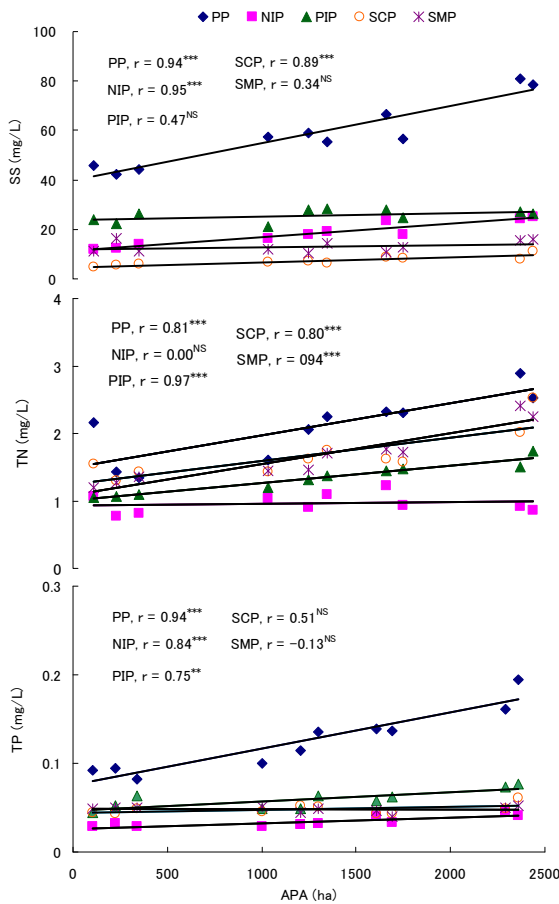 PP NIP PIP SCP SMP
100
80
60
40
20
0
SS (mg/L)
PP, r = 0.94*** SCP, r = 0.89***
NIP, r = 0.95*** SMP, r = 0.34NS
PIP, r = 0.47NS
4
3
2
1
0
TN (mg/L)
PP, r = 0.81*** SCP, r = 0.80***
NIP, r = 0.00NS SMP, r = 094***
PIP, r = 0.97***
0.3
0.2
0.1
0
TP (mg/L)
PP, r = 0.94*** SCP, r = 0.51NS
NIP, r = 0.84*** SMP, r = -0.13NS
PIP, r = 0.75**
0 500 1000 1500 2000 2500
APA (ha)